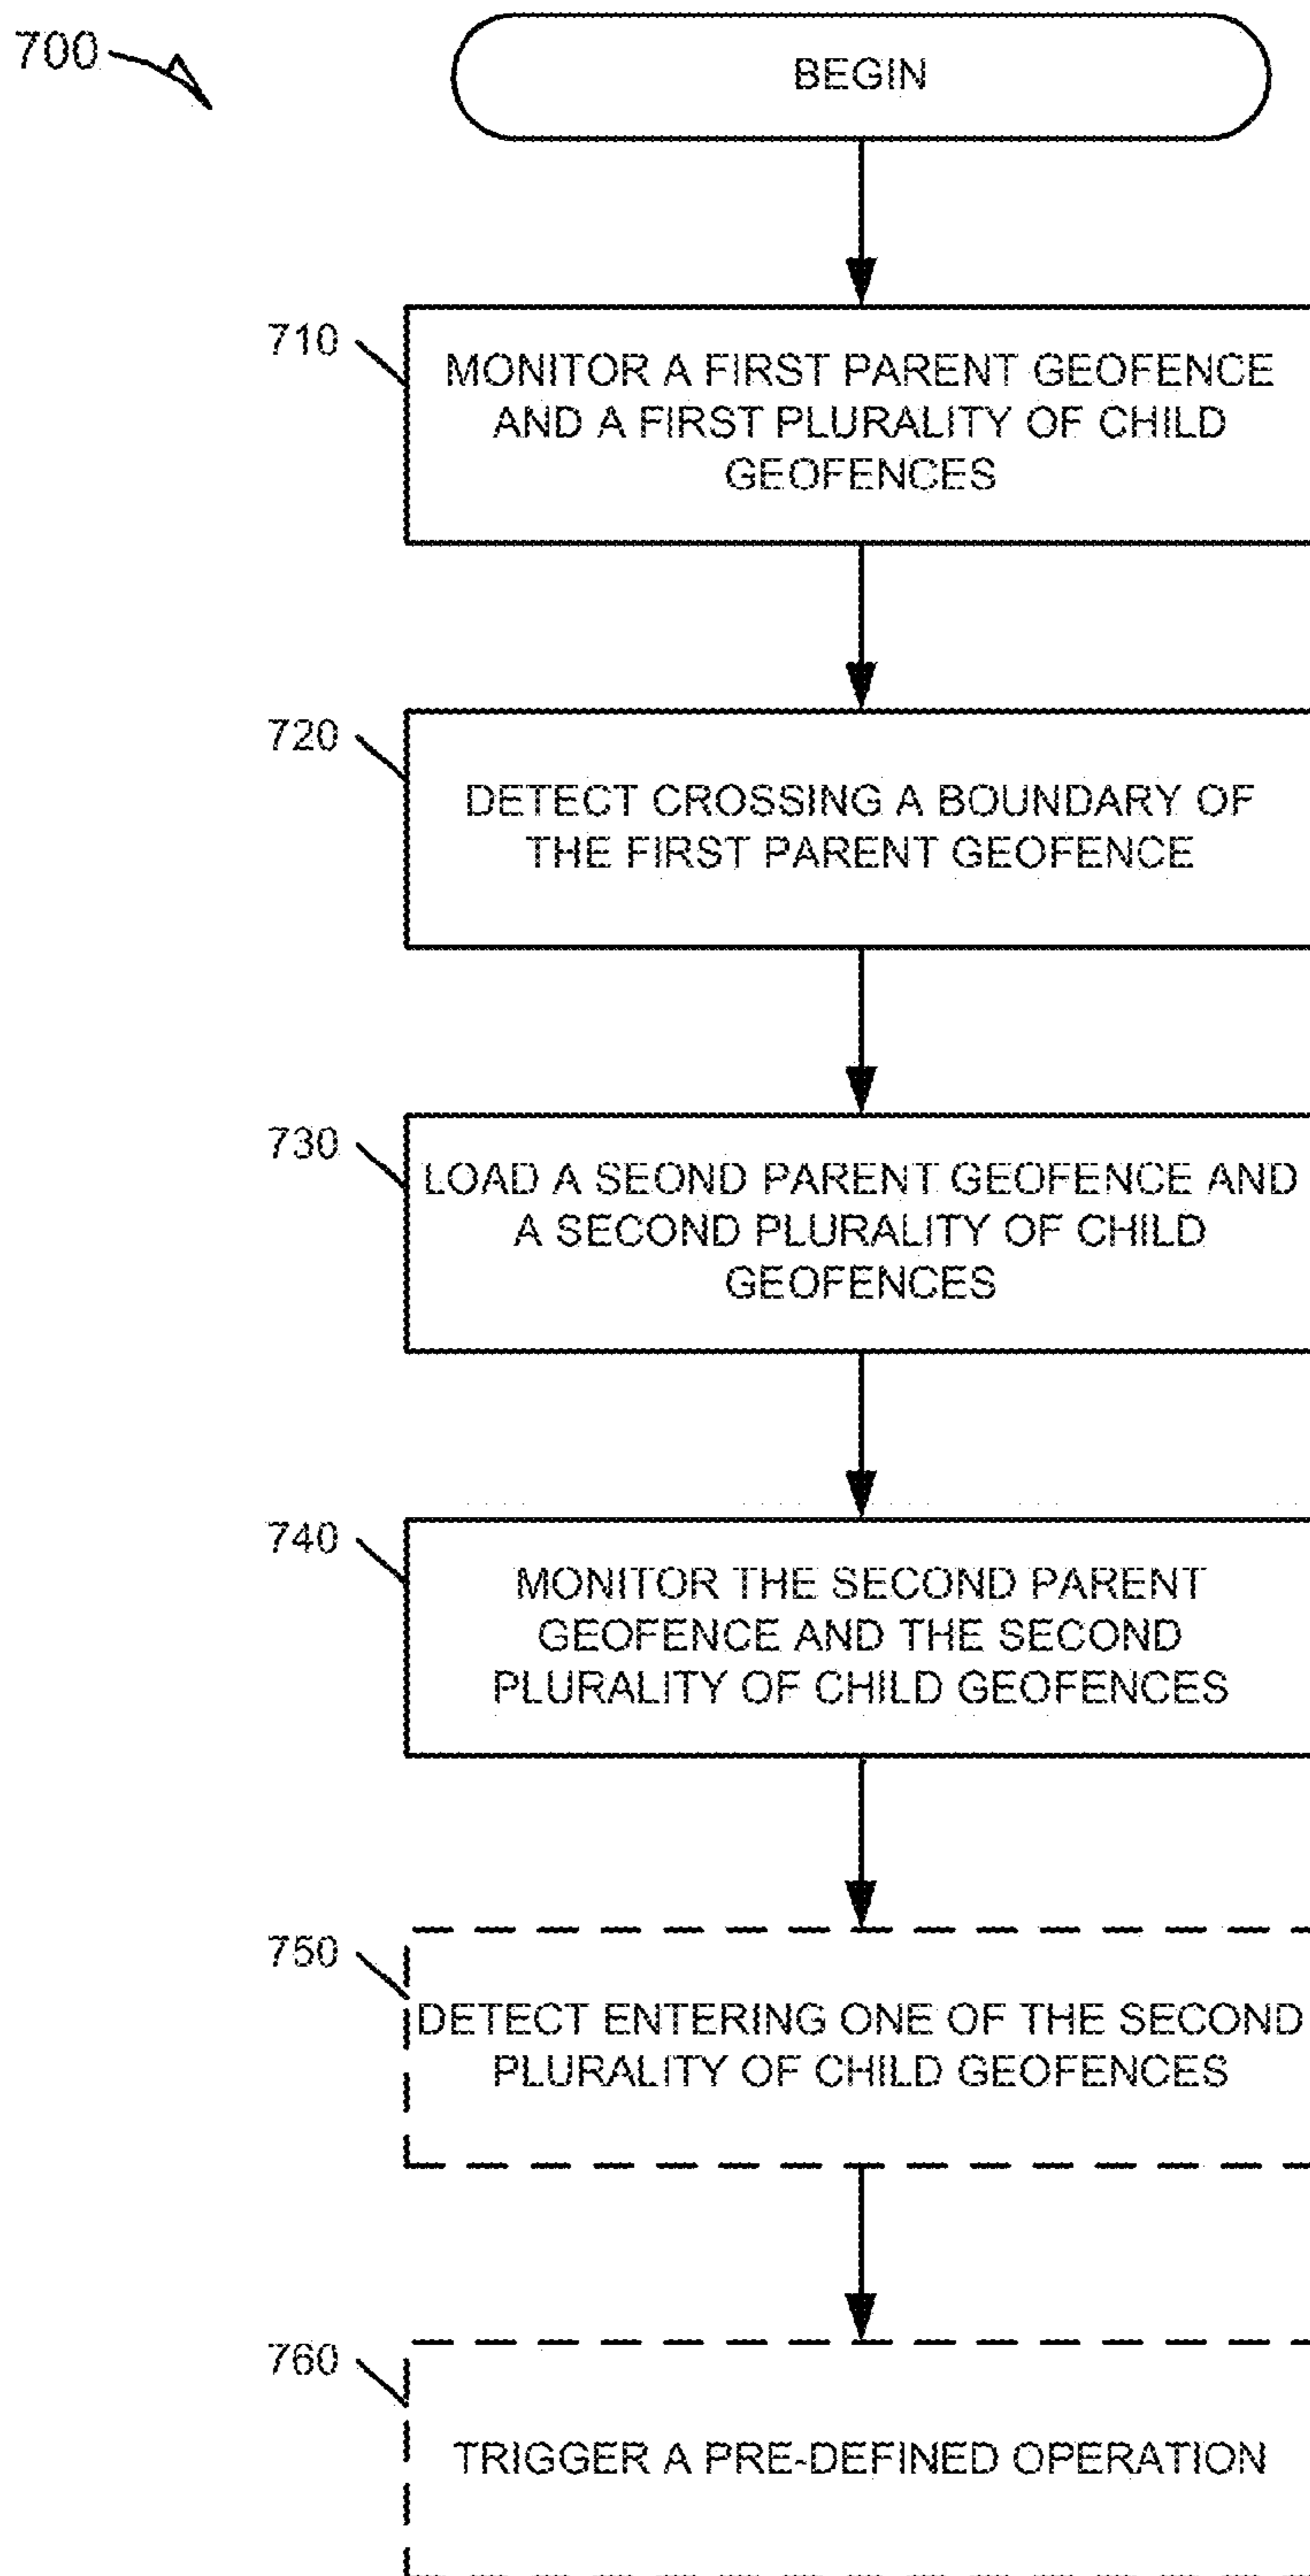 700
BEGIN
710
MONITOR A FIRST PARENT GEOFENCE
AND A FIRST PLURALITY OF CHILD
GEOFENCES
720
DETECT CROSSING A BOUNDARY OF
THE FIRST PARENT GEOFENCE
730
LOAD A SEOND PARENT GEOFENCE AND
A SECOND PLURALITY OF CHILD
GEOFENCES
740
MONITOR THE SECOND PARENT
GEOFENCE AND THE SECOND
PLURALITY OF CHILD GEOFENCES
750
DETECT ENTERING ONE OF THE SECOND
PLURALITY OF CHILD GEOFENCES
760
TRIGGER A PRE-DEFINED OPERATION